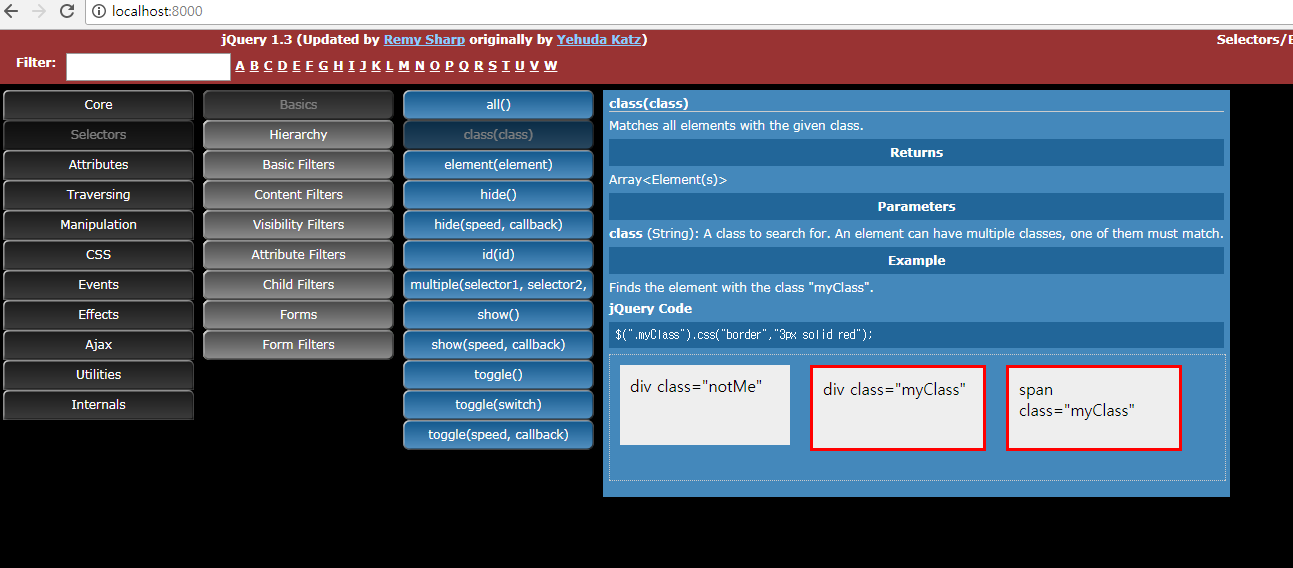 localhost:8000
jQuery 1.3 (Updated by Remy Sharp originally by Yehuda Katz)
Selectors/
Filter:
A B C D E F G H I J K L M N O P Q R S T U V W
Core
Selectors
Attributes
Traversing
Manipulation
CSS
Events
Effects
Ajax
Utilities
Internals
Basics
Hierarchy
Basic Filters
Content Filters
Visibility Filters
Attribute Filters
Child Filters
Forms
Form Filters
all()
class(class)
element(element)
hide()
hide(speed, callback)
id(id)
multiple(selector1, selector2,
show()
show(speed, callback)
toggle()
toggle(switch)
toggle(speed, callback)
class(class)
Matches all elements with the given class.
Returns
Array<Element(s)>
Parameters
class (String): A class to search for. An element can have multiple classes, one of them must match.
Example
Finds the element with the class "myClass".
jQuery Code
$(".myClass").css("border","3px solid red");
div class="notMe"
div class="myClass"
span
class="myClass"